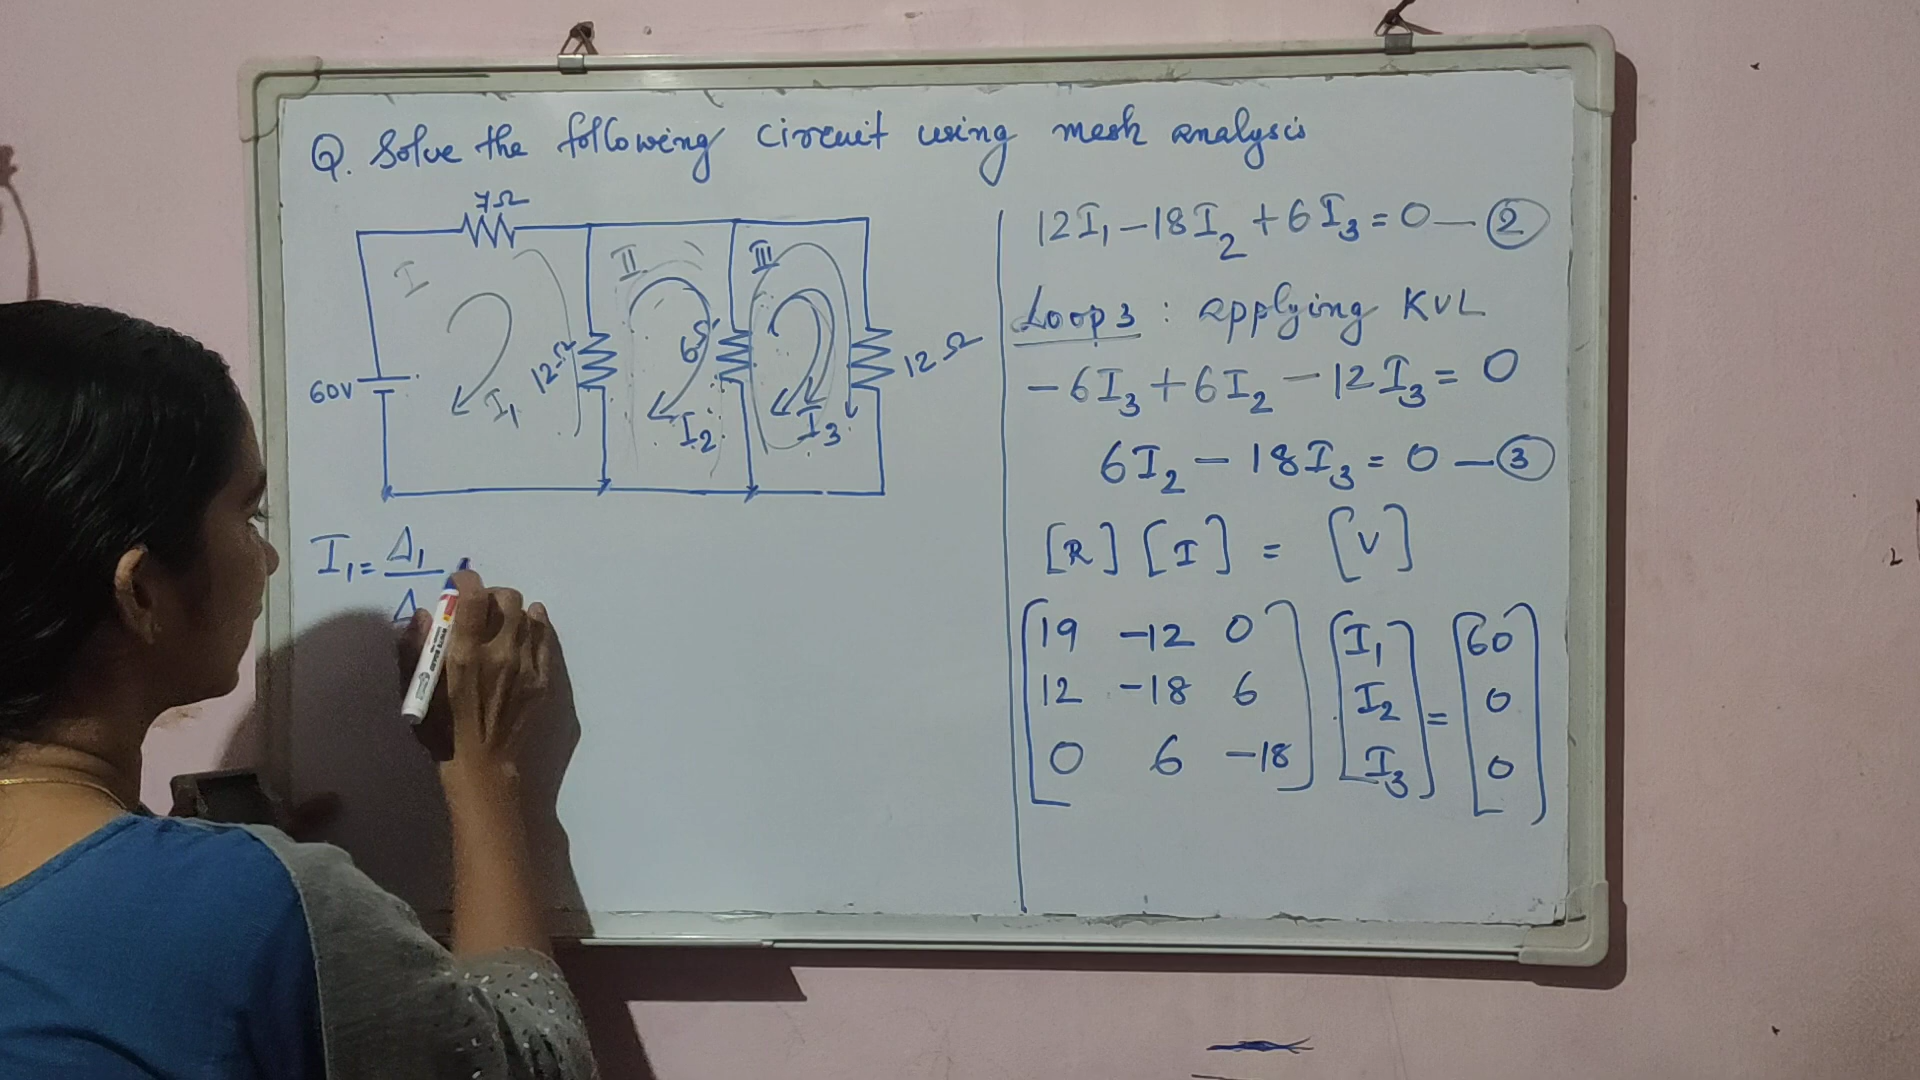 Q. Solve the following circuit using mesh analysis
7Ω
I
II
III
60V
I₁
12Ω
6Ω
I₂
I₃
12Ω
I₁ = Δ₁
Δ
12I₁ - 18I₂ + 6I₃ = 0 — ②
Loop 3 : applying KVL
-6I₃ + 6I₂ - 12I₃ = 0
6I₂ - 18I₃ = 0 — ③
[R] [I] = [V]
19 -12 0 I₁ 60
12 -18 6 I₂ = 0
0 6 -18 I₃ 0